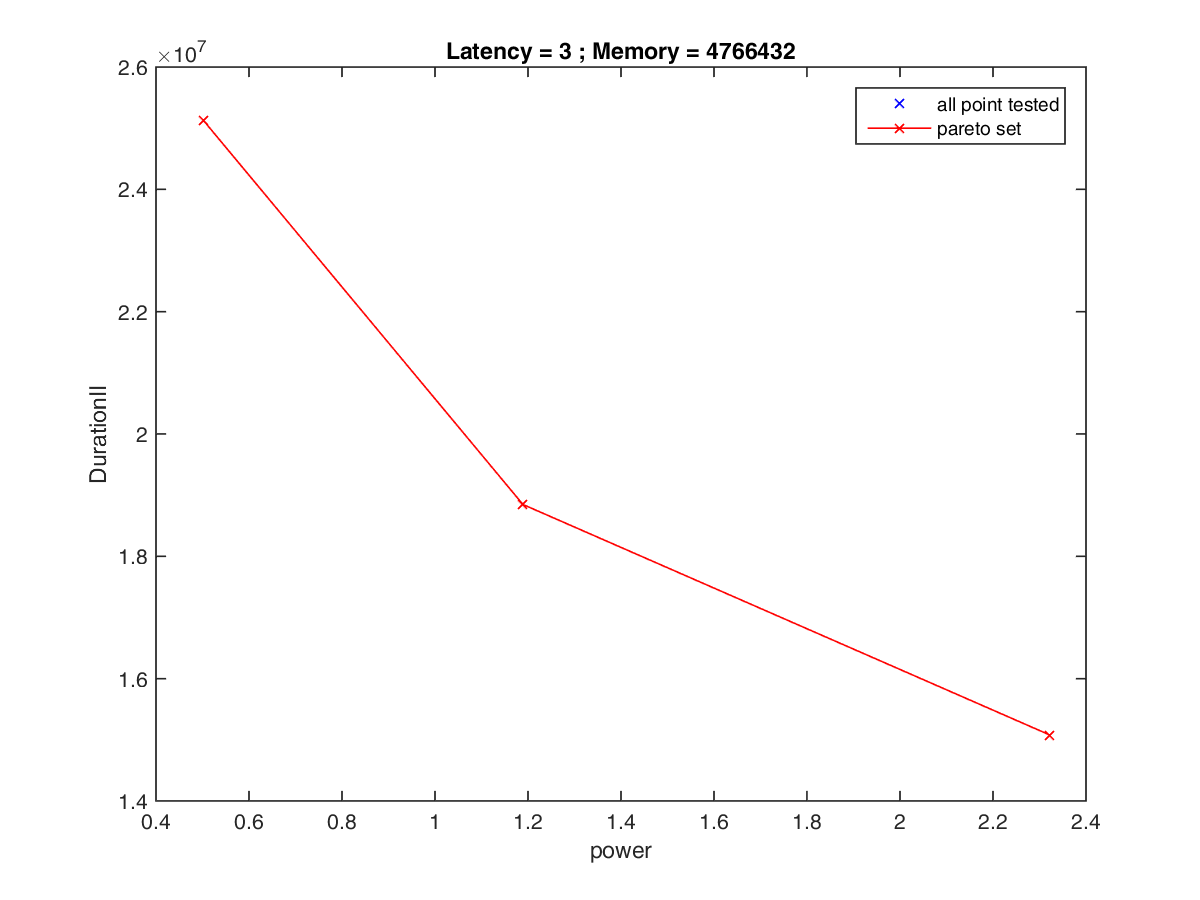 Latency = 3 ; Memory = 4766432
×10^7
all point tested
pareto set
2.6
2.4
2.2
2
1.8
1.6
1.4
DurationII
0.4 0.6 0.8 1 1.2 1.4 1.6 1.8 2 2.2 2.4
power